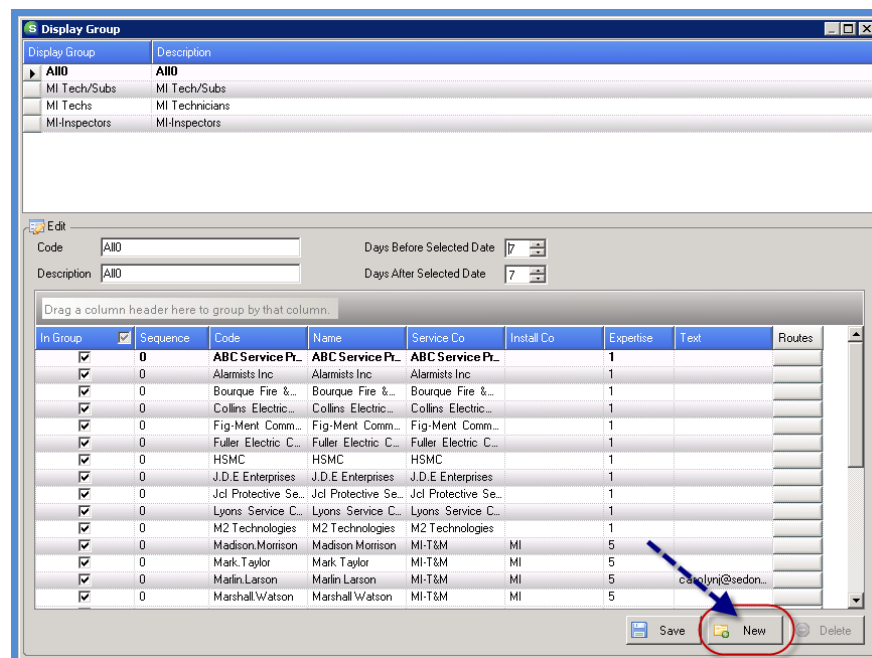 Display Group
Display Group Description
All0 All0
MI Tech/Subs MI Tech/Subs
MI Techs MI Technicians
MI-Inspectors MI-Inspectors
Edit
Code All0 Days Before Selected Date 7
Description All0 Days After Selected Date 7
Drag a column header here to group by that column.
In Group Sequence Code Name Service Co Install Co Expertise Text Routes
0 ABC Service Pr... ABC Service Pr... ABC Service Pr... 1
0 Alarmists Inc Alarmists Inc Alarmists Inc 1
0 Bourque Fire &... Bourque Fire &... Bourque Fire &... 1
0 Collins Electric... Collins Electric... Collins Electric... 1
0 Fig-Ment Comm... Fig-Ment Comm... Fig-Ment Comm... 1
0 Fuller Electric C... Fuller Electric C... Fuller Electric C... 1
0 HSMC HSMC HSMC 1
0 J.D.E Enterprises J.D.E Enterprises J.D.E Enterprises 1
0 Jcl Protective Se... Jcl Protective Se... Jcl Protective Se... 1
0 Lyons Service C... Lyons Service C... Lyons Service C... 1
0 M2 Technologies M2 Technologies M2 Technologies 1
0 Madison.Morrison Madison Morrison MI-T&M MI 5
0 Mark.Taylor Mark Taylor MI-T&M MI 5
0 Marlin.Larson Marlin Larson MI-T&M MI 5 carolynj@sedon...
0 Marshall.Watson Marshall Watson MI-T&M MI 5
Save New Delete